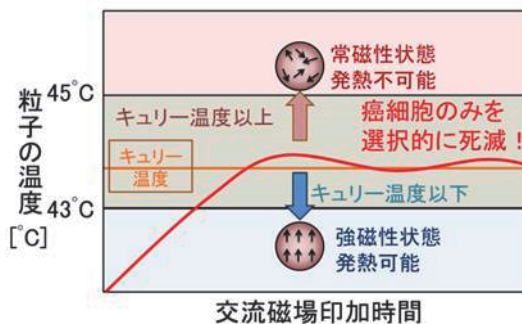 常磁性状態
発熱不可能
45℃
キュリー温度以上
癌細胞のみを
選択的に死滅！
粒子の温度
[℃]
キュリー
温度
43℃
キュリー温度以下
強磁性状態
発熱可能
交流磁場印加時間